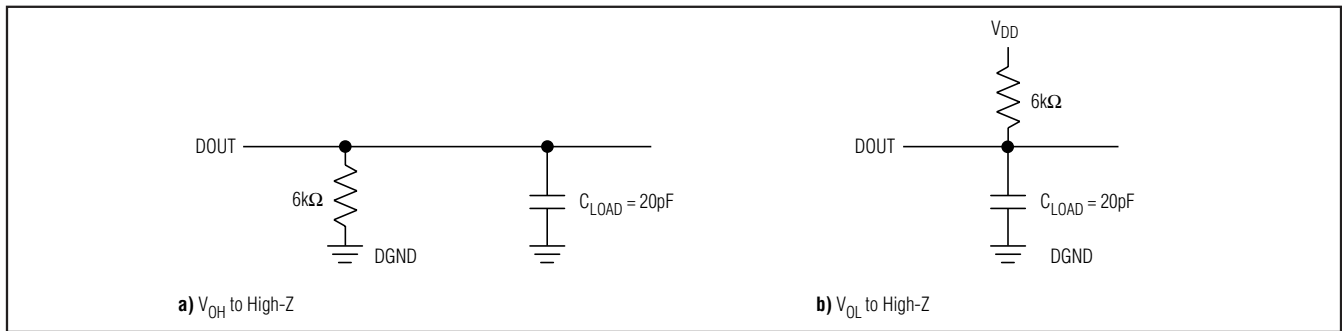 DOUT
6kΩ
DGND
C_LOAD = 20pF
a) V_OH to High-Z
V_DD
6kΩ
DOUT
C_LOAD = 20pF
DGND
b) V_OL to High-Z